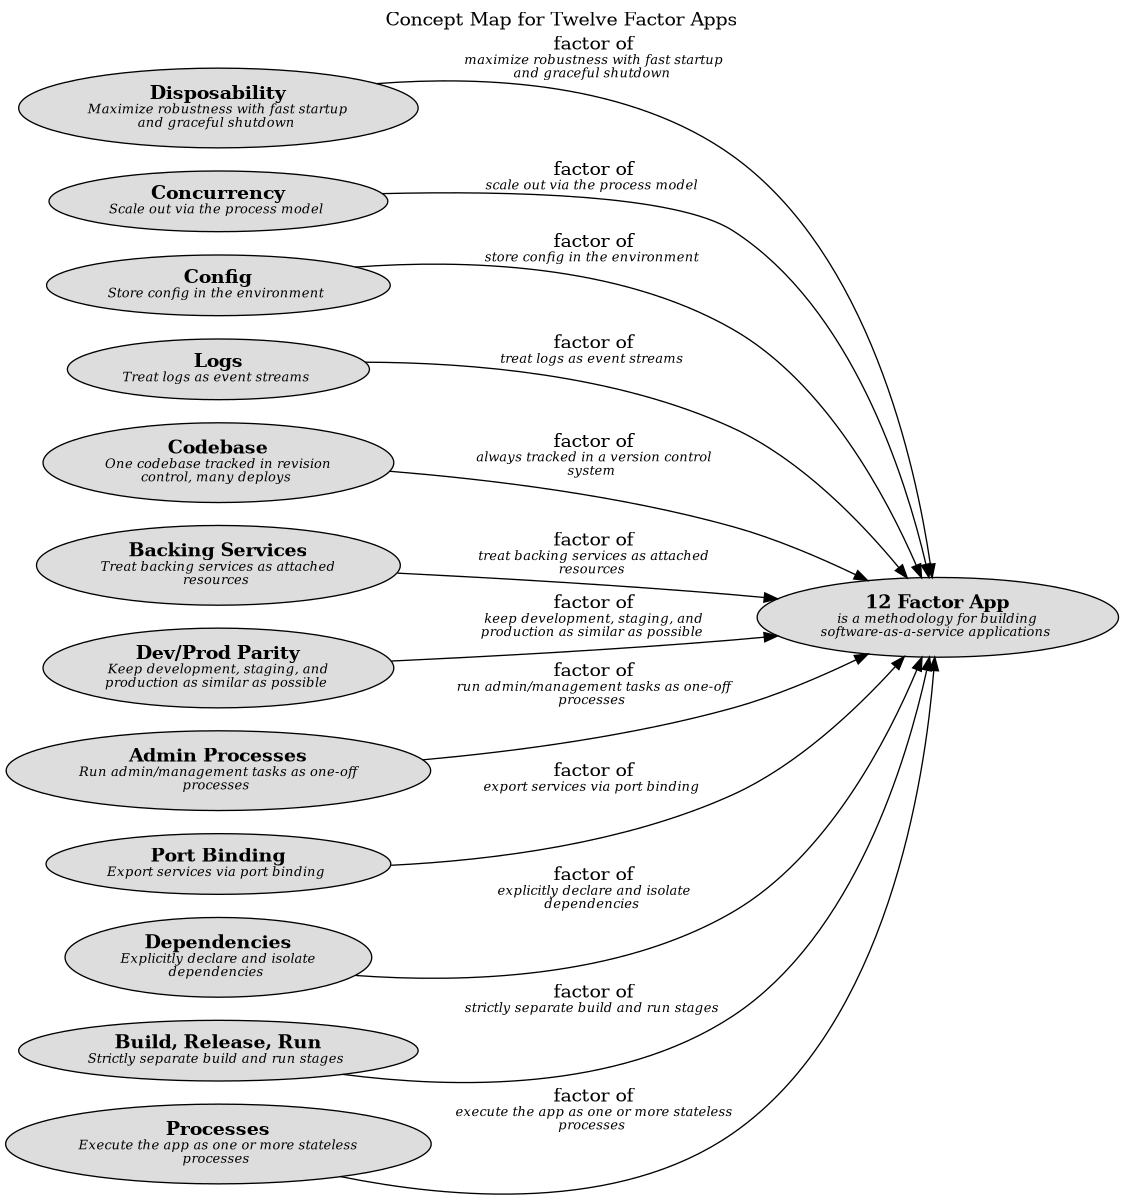 Concept Map for Twelve Factor Apps
factor of
maximize robustness with fast startup
and graceful shutdown
Disposability
Maximize robustness with fast startup
and graceful shutdown
factor of
scale out via the process model
Concurrency
Scale out via the process model
factor of
store config in the environment
Config
Store config in the environment
factor of
treat logs as event streams
Logs
Treat logs as event streams
factor of
always tracked in a version control
system
Codebase
One codebase tracked in revision
control, many deploys
factor of
treat backing services as attached
resources
Backing Services
Treat backing services as attached
resources
factor of
keep development, staging, and
production as similar as possible
12 Factor App
is a methodology for building
software-as-a-service applications
Dev/Prod Parity
Keep development, staging, and
production as similar as possible
factor of
run admin/management tasks as one-off
processes
Admin Processes
Run admin/management tasks as one-off
processes
factor of
export services via port binding
Port Binding
Export services via port binding
factor of
explicitly declare and isolate
dependencies
Dependencies
Explicitly declare and isolate
dependencies
factor of
strictly separate build and run stages
Build, Release, Run
Strictly separate build and run stages
factor of
execute the app as one or more stateless
processes
Processes
Execute the app as one or more stateless
processes